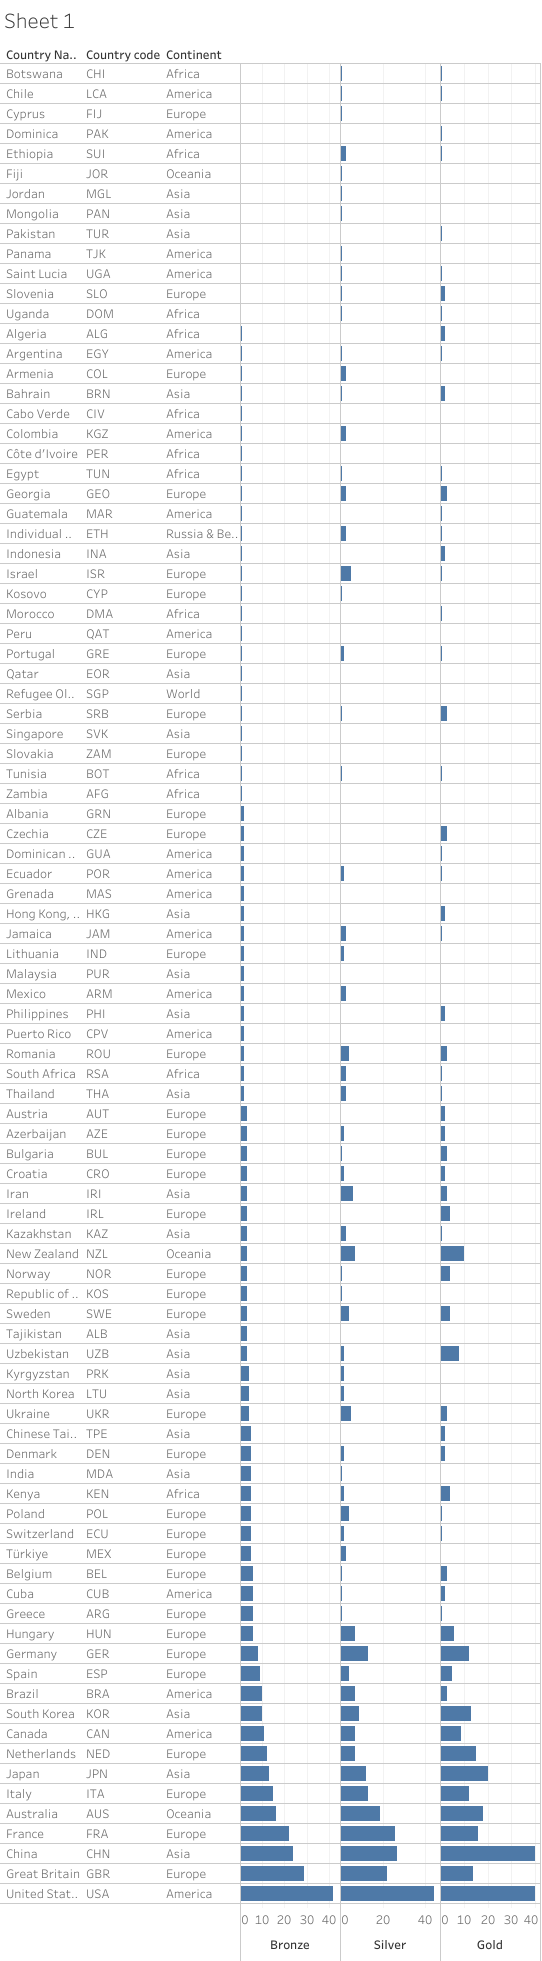 Sheet 1
Country Na.. Country code Continent
Botswana CHI Africa
Chile LCA America
Cyprus FIJ Europe
Dominica PAK America
Ethiopia SUI Africa
Fiji JOR Oceania
Jordan MGL Asia
Mongolia PAN Asia
Pakistan TUR Asia
Panama TJK America
Saint Lucia UGA America
Slovenia SLO Europe
Uganda DOM Africa
Algeria ALG Africa
Argentina EGY America
Armenia COL Europe
Bahrain BRN Asia
Cabo Verde CIV Africa
Colombia KGZ America
Côte d'Ivoire PER Africa
Egypt TUN Africa
Georgia GEO Europe
Guatemala MAR America
Individual .. ETH Russia & Be..
Indonesia INA Asia
Israel ISR Europe
Kosovo CYP Europe
Morocco DMA Africa
Peru QAT America
Portugal GRE Europe
Qatar EOR Asia
Refugee Ol.. SGP World
Serbia SRB Europe
Singapore SVK Asia
Slovakia ZAM Europe
Tunisia BOT Africa
Zambia AFG Africa
Albania GRN Europe
Czechia CZE Europe
Dominican .. GUA America
Ecuador POR America
Grenada MAS America
Hong Kong, .. HKG Asia
Jamaica JAM America
Lithuania IND Europe
Malaysia PUR Asia
Mexico ARM America
Philippines PHI Asia
Puerto Rico CPV America
Romania ROU Europe
South Africa RSA Africa
Thailand THA Asia
Austria AUT Europe
Azerbaijan AZE Europe
Bulgaria BUL Europe
Croatia CRO Europe
Iran IRI Asia
Ireland IRL Europe
Kazakhstan KAZ Asia
New Zealand NZL Oceania
Norway NOR Europe
Republic of .. KOS Europe
Sweden SWE Europe
Tajikistan ALB Asia
Uzbekistan UZB Asia
Kyrgyzstan PRK Asia
North Korea LTU Asia
Ukraine UKR Europe
Chinese Tai.. TPE Asia
Denmark DEN Europe
India MDA Asia
Kenya KEN Africa
Poland POL Europe
Switzerland ECU Europe
Türkiye MEX Europe
Belgium BEL Europe
Cuba CUB America
Greece ARG Europe
Hungary HUN Europe
Germany GER Europe
Spain ESP Europe
Brazil BRA America
South Korea KOR Asia
Canada CAN America
Netherlands NED Europe
Japan JPN Asia
Italy ITA Europe
Australia AUS Oceania
France FRA Europe
China CHN Asia
Great Britain GBR Europe
United Stat.. USA America
0 10 20 30 40 0 20 40 0 10 20 30 40
Bronze Silver Gold